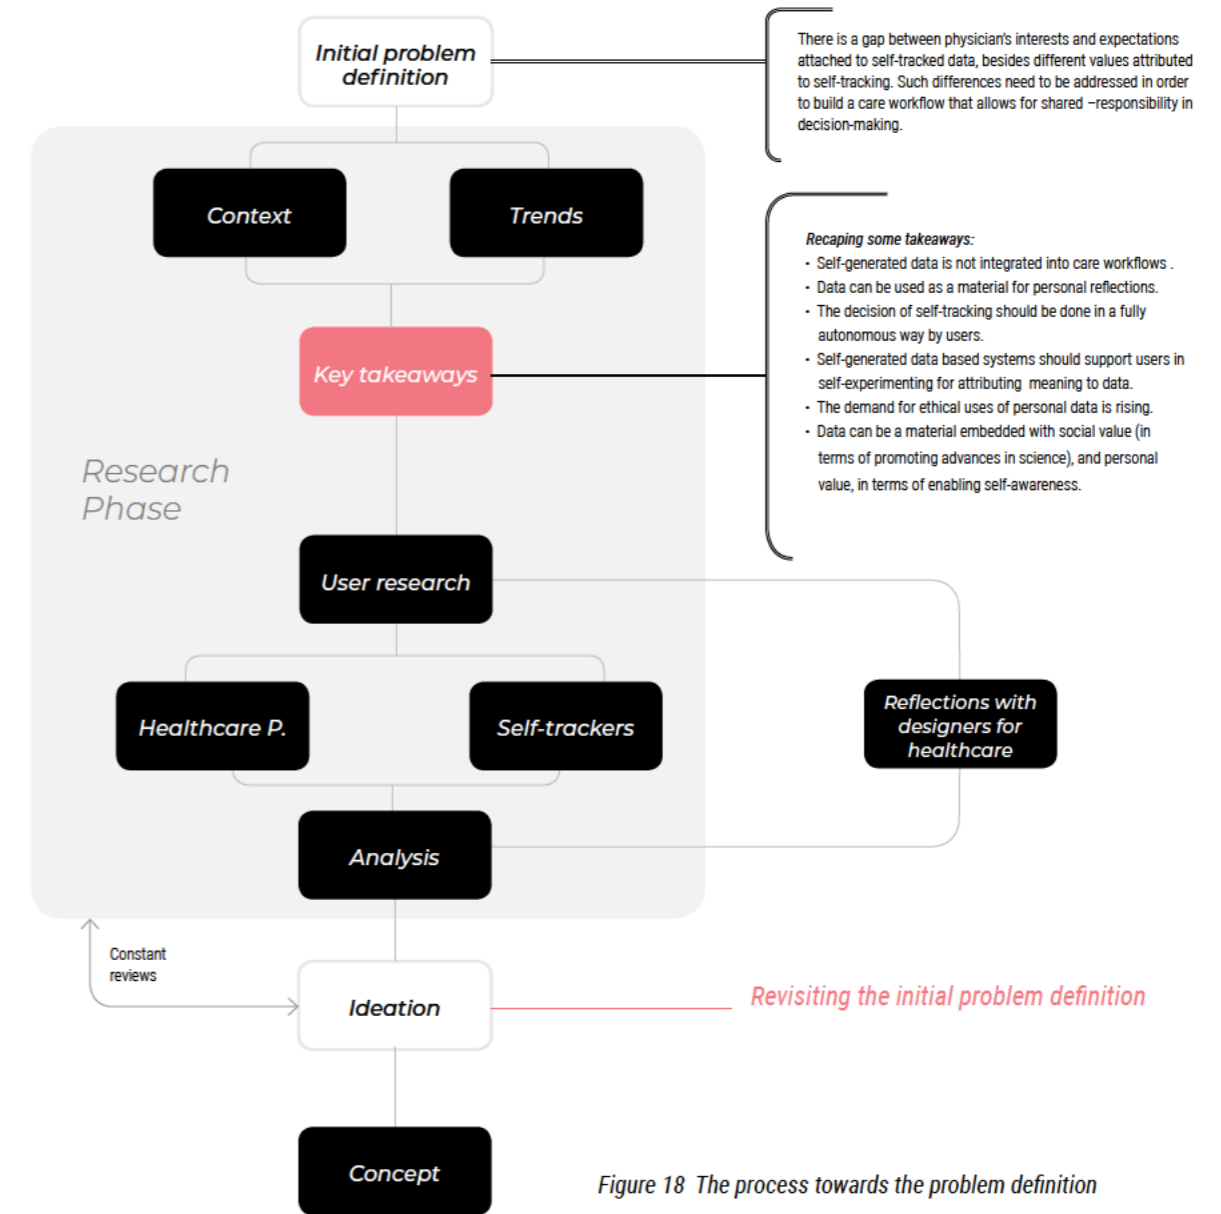 Initial problem
definition
There is a gap between physician's interests and expectations
attached to self-tracked data, besides different values attributed
to self-tracking. Such differences need to be addressed in order
to build a care workflow that allows for shared –responsibility in
decision-making.
Context
Trends
Key takeaways
Recaping some takeaways:
· Self-generated data is not integrated into care workflows .
· Data can be used as a material for personal reflections.
· The decision of self-tracking should be done in a fully
autonomous way by users.
· Self-generated data based systems should support users in
self-experimenting for attributing meaning to data.
· The demand for ethical uses of personal data is rising.
· Data can be a material embedded with social value (in
terms of promoting advances in science), and personal
value, in terms of enabling self-awareness.
Research
Phase
User research
Healthcare P.
Self-trackers
Reflections with
designers for
healthcare
Analysis
Constant
reviews
Ideation
Revisiting the initial problem definition
Concept
Figure 18 The process towards the problem definition